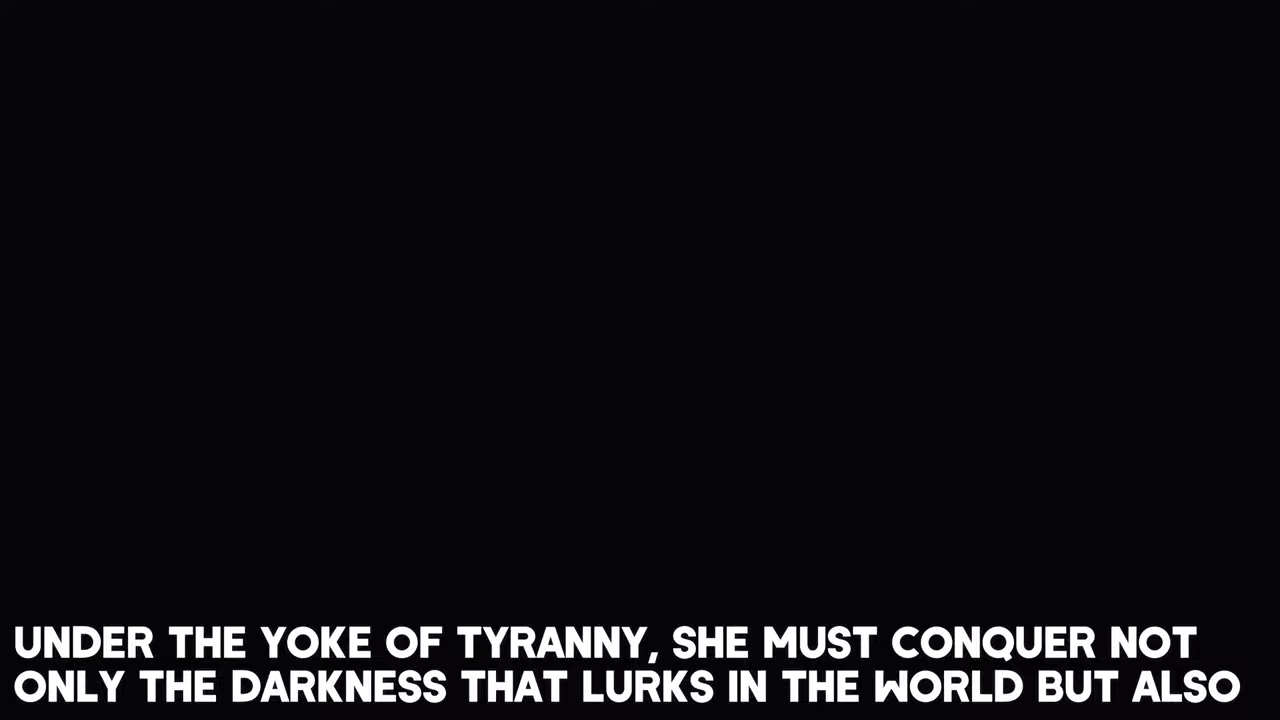 UNDER THE YOKE OF TYRANNY, SHE MUST CONQUER NOT
ONLY THE DARKNESS THAT LURKS IN THE WORLD BUT ALSO